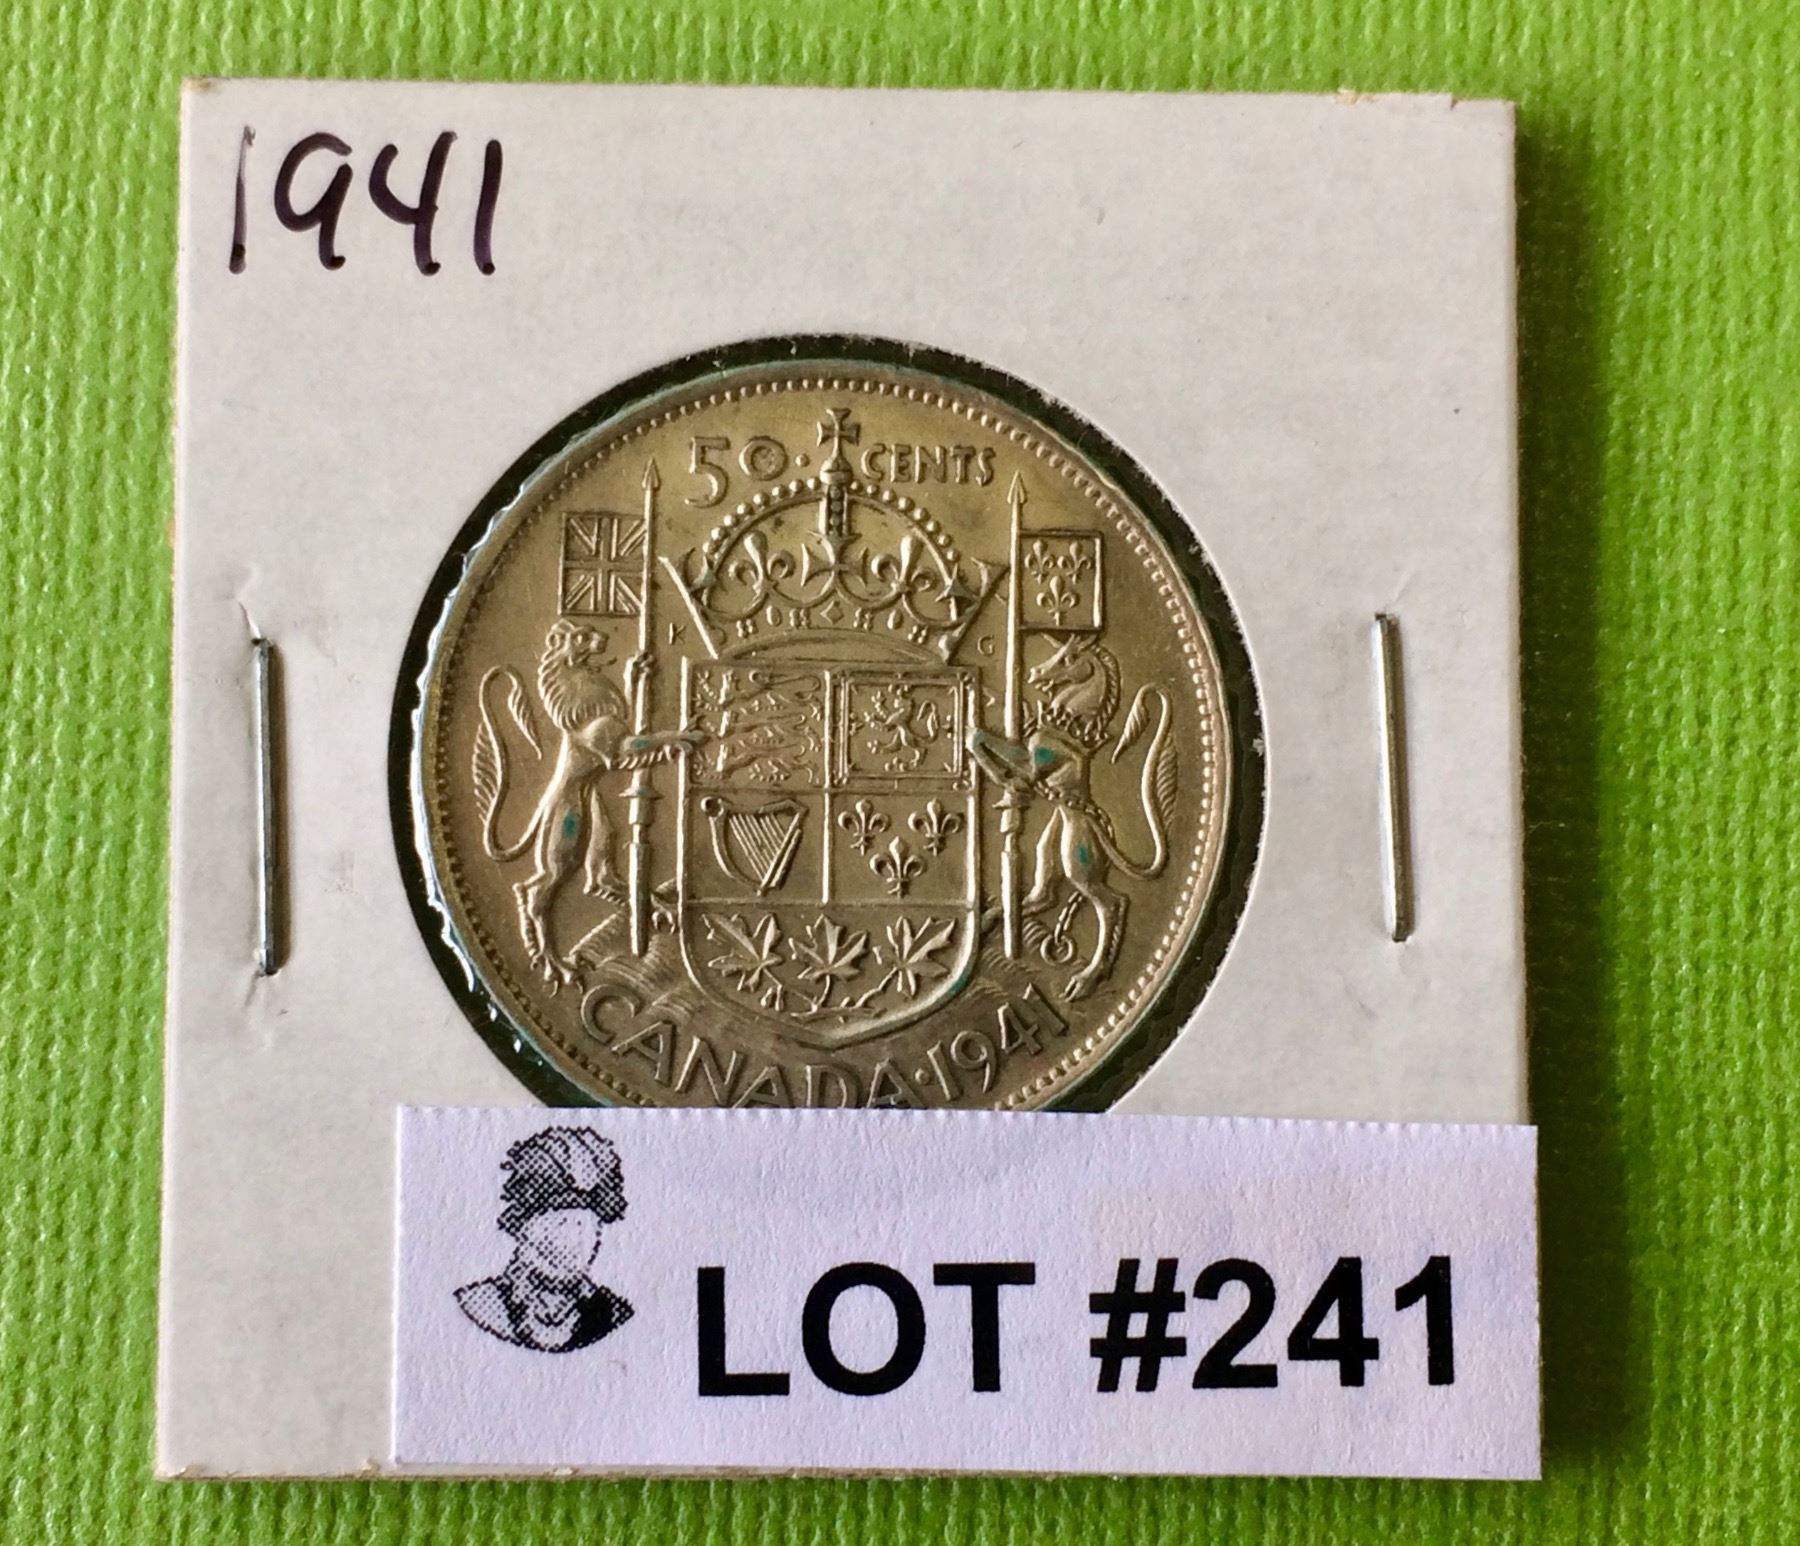 1941
50 · CENTS
K G
CANADA · 1941
LOT #241